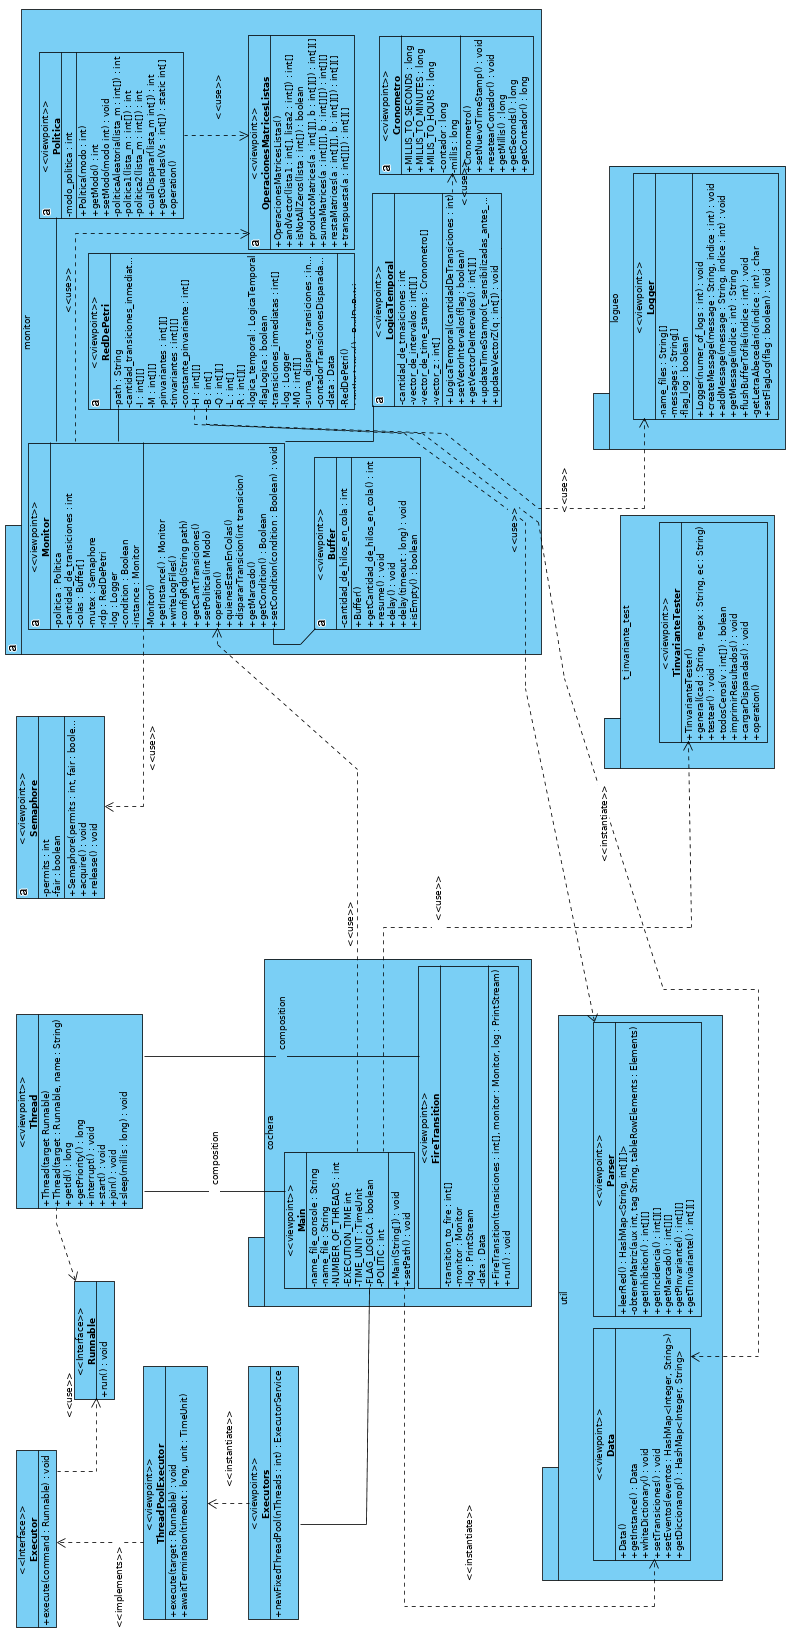 monitor
a
<<viewpoint>>
Politica
-modo_politica : int
+Politica(modo : int)
+getModo() : int
+setModo(modo int) : void
-politicaAleatoria(lista_m : int[]) : int
-politica1(lista_m : int[]) : int
-politica2(lista_m : int[]) : int
+cualDisparar(lista_m int[]) : int
+getGuardas(Vs : int[]) : static int[]
+operation()
a
<<use>>
<<viewpoint>>
OperacionesMatricesListas
+OperacionesMatricesListas()
+andVector(lista1 : int[], lista2 : int[]) : int[]
+isNotAllZeros(lista : int[]) : boolean
+productoMatrices(a : int[][], b : int[][]) : int[][]
+sumaMatrices(a : int[][], b : int[][]) : int[][]
+restaMatrices(a : int[][], b : int[][]) : int[][]
+transpuesta(a : int[][]) : int[][]
a
<<viewpoint>>
Cronometro
+MILLIS_TO_SECONDS : long
+MILLIS_TO_MINUTES : long
+MILIS_TO_HOURS : long
-contador : long
-millis : long
+Cronometro()
+setNuevoTimeStamp() : void
+resetearContador() : void
+getMillis() : long
+getSeconds() : long
+getContador() : long
a
<<use>>
<<use>>
<<viewpoint>>
RedDePetri
-path : String
-cantidad_transiciones_inmediat...
-I : int[][]
-M : int[][]
-pinvariantes : int[][]
-tinvariantes : int[][]
-constante_pinvariante : int[]
-H : int[][]
-B : int[]
-Q : int[]
-L : int[]
-R : int[][]
-logica_temporal : LogicaTemporal
-flagLogica : boolean
-transiciones_inmediatas : int[]
-log : Logger
-M0 : int[][]
-suma_disparos_transiciones : in...
-contadorTransicionesDisparada...
-data : Data
-RedDePetri()
a
<<viewpoint>>
LogicaTemporal
-cantidad_de_trnasiciones : int
-vector_de_intervalos : int[][]
-vector_de_time_stamps : Cronometro[]
-vector_z : int[]
+LogicaTemporal(cantidadDeTransiciones : int)
+setVectorIntervalos(flag : boolean)
+getVectorDeIntervalos() : int[][]
+updateTimeStamp(t_sensibilizadas_antes_...
+updateVectorZ(q : int[]) : void
a
<<viewpoint>>
Monitor
-politica : Politica
-cantidad_de_transiciones : int
-colas : Buffer[]
-mutex : Semaphore
-rdp : RedDePetri
-log : Logger
-condition : Boolean
-instance : Monitor
-Monitor()
+getInstance() : Monitor
+writeLogFiles()
+configRdp(String path)
+getCantTransiciones()
+setPolitica(int Modo)
+operation()
+quienesEstanEnColas()
+dispararTransicion(int transicion)
+getMarcado()
+getCondition() : Boolean
+setCondition(condition : Boolean) : void
a
<<viewpoint>>
Buffer
-cantidad_de_hilos_en_cola : int
+Buffer()
+getCantidad_de_hilos_en_cola() : int
+resume() : void
+delay() : void
+delay(timeout : long) : void
+isEmpty() : boolean
a
a
logueo
<<viewpoint>>
Logger
-name_files : String[]
-messages : String[]
-flag_log : boolean
+Logger(numer_of_logs : int) : void
+createMessage(message : String, indice : int) : void
+addMessage(message : String, indice : int) : void
+getMessage(indice : int) : String
+flushBufferToFile(indice : int) : void
-getLetraAbecedario(indice : int) : char
+setFlagLog(flag : boolean) : void
<<use>>
<<use>>
t_invariante_test
<<viewpoint>>
TinvarianteTester
+TinvarianteTester()
+general(cad : String, regex : String, ec : String)
+testear() : void
+todosCeros(v : int[]) : bolean
+imprimirResultados() : void
+cargarDisparadas() : void
+operation()
<<viewpoint>>
Semaphore
-permits : int
-fair : boolean
+Semaphore(permits : int, fair : boole...
+acquire() : void
+release() : void
a
<<use>>
<<instantiate>>
<<use>>
<<use>>
<<viewpoint>>
Thread
+Thread(target Runnable)
+Thread(target : Runnable, name : String)
+getId() : long
+getPriority() : long
+interrupt() : void
+start() : void
+join() : void
+sleep(millis : long) : void
composition
composition
cochera
<<viewpoint>>
Main
-name_file_console : String
-name_file : String
-NUMBER_OF_THREADS : int
-EXECUTION_TIME int
-TIME_UNIT : TimeUnit
-FLAG_LOGICA : boolean
-POLITIC : int
+Main(String[]) : void
+setPath() : void
<<viewpoint>>
FireTransition
-transition_to_fire : int[]
-monitor : Monitor
-log : PrintStream
-data : Data
+FireTransition(transiciones : int[], monitor : Monitor, log : PrintStream)
+run() : void
<<Interface>>
Runnable
+run() : void
<<use>>
<<Interface>>
Executor
+execute(command : Runnable) : void
<<implements>>
<<viewpoint>>
ThreadPoolExecutor
+execute(target : Runnable) : void
+awaitTermination(timeout : long, unit : TimeUnit)
<<instantiate>>
<<viewpoint>>
Executors
+newFixedThreadPool(nThreads : int) : ExecutorService
<<instantiate>>
util
<<viewpoint>>
Parser
+leerRed() : HashMap<String, int[][]>
-obtenerMatriz(aux int, tag String, tableRowElements : Elements)
+getInhibition() : int[][]
+getIncidencia() : int[][]
+getMarcado() : int[][]
+getPInvariante() : int[][]
+getTInviariante() : int[][]
<<viewpoint>>
Data
+Data()
+getInstance() : Data
+whiteDictionary() : void
+setTransiciones() : void
+setEventos(eventos : HashMap<Integer, String>)
+getDiccionarop() : HashMap<Integer, String>